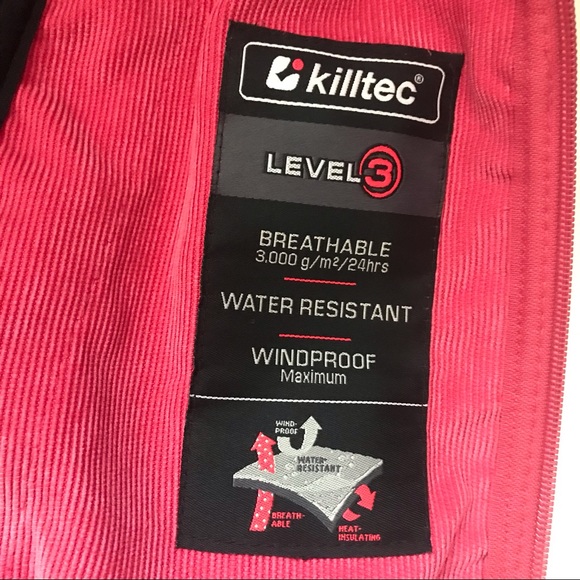 killtec®
LEVEL 3
BREATHABLE
3.000 g/m²/24hrs
WATER RESISTANT
WINDPROOF
Maximum
WIND-
PROOF
WATER-
RESISTANT
BREATH-
ABLE
HEAT-
INSULATING